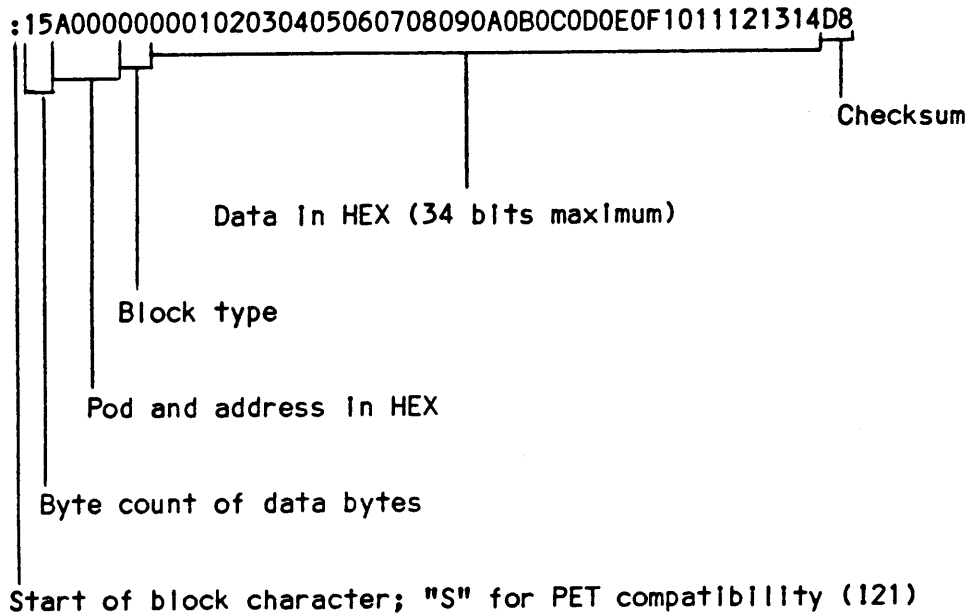 :15A00000000102030405060708090A0B0C0D0E0F1011121314D8
Checksum
Data in HEX (34 bits maximum)
Block type
Pod and address in HEX
Byte count of data bytes
Start of block character; "S" for PET compatibility (121)